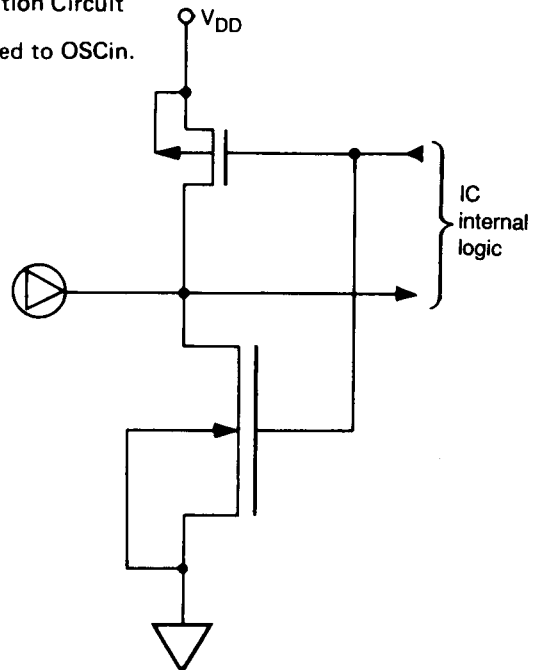 tion Circuit
VDD
ed to OSCin.
IC
internal
logic